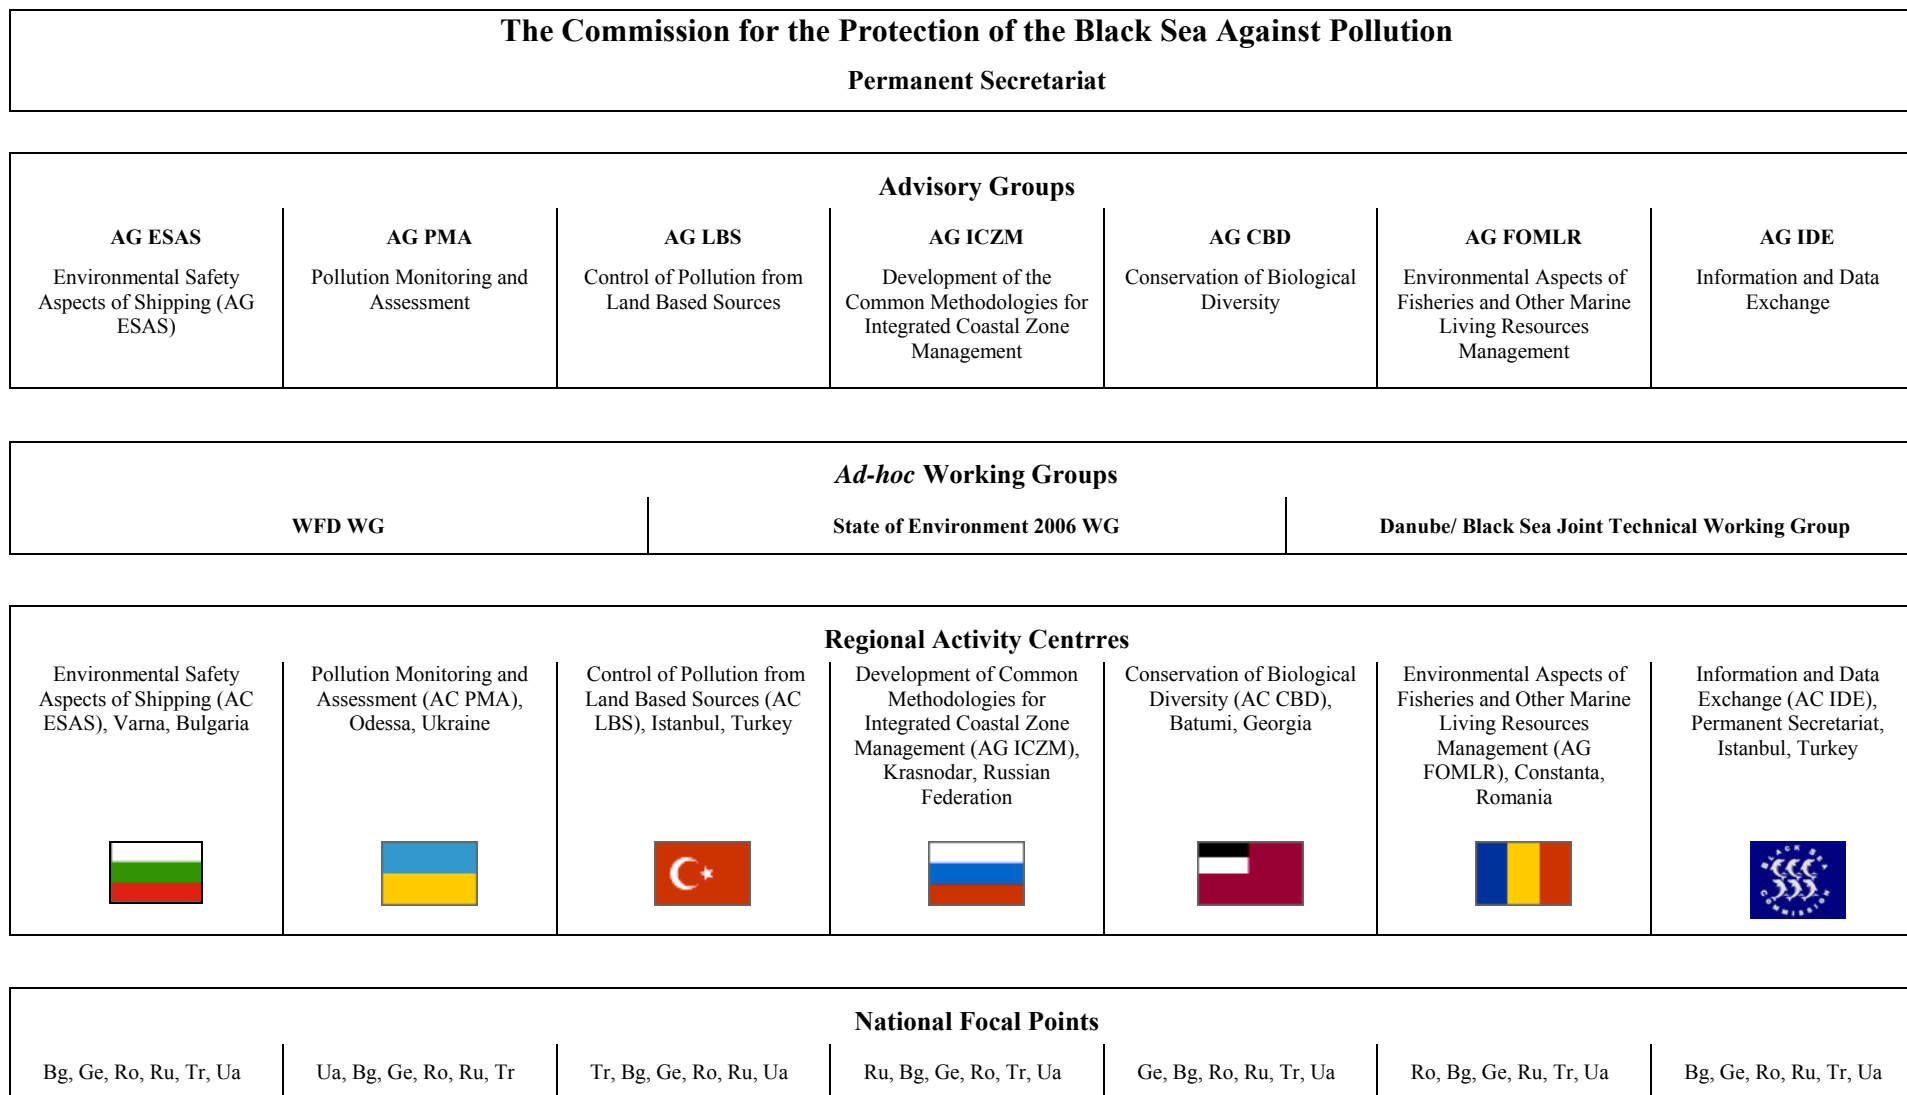 The Commission for the Protection of the Black Sea Against Pollution
Permanent Secretariat
Advisory Groups
AG ESAS
Environmental Safety
Aspects of Shipping (AG
ESAS)
AG PMA
Pollution Monitoring and
Assessment
AG LBS
Control of Pollution from
Land Based Sources
AG ICZM
Development of the
Common Methodologies for
Integrated Coastal Zone
Management
AG CBD
Conservation of Biological
Diversity
AG FOMLR
Environmental Aspects of
Fisheries and Other Marine
Living Resources
Management
AG IDE
Information and Data
Exchange
Ad-hoc Working Groups
WFD WG
State of Environment 2006 WG
Danube/ Black Sea Joint Technical Working Group
Regional Activity Centrres
Environmental Safety
Aspects of Shipping (AC
ESAS), Varna, Bulgaria
Pollution Monitoring and
Assessment (AC PMA),
Odessa, Ukraine
Control of Pollution from
Land Based Sources (AC
LBS), Istanbul, Turkey
Development of Common
Methodologies for
Integrated Coastal Zone
Management (AG ICZM),
Krasnodar, Russian
Federation
Conservation of Biological
Diversity (AC CBD),
Batumi, Georgia
Environmental Aspects of
Fisheries and Other Marine
Living Resources
Management (AG
FOMLR), Constanta,
Romania
Information and Data
Exchange (AC IDE),
Permanent Secretariat,
Istanbul, Turkey
BLACK SEA
COMMISSION
National Focal Points
Bg, Ge, Ro, Ru, Tr, Ua
Ua, Bg, Ge, Ro, Ru, Tr
Tr, Bg, Ge, Ro, Ru, Ua
Ru, Bg, Ge, Ro, Tr, Ua
Ge, Bg, Ro, Ru, Tr, Ua
Ro, Bg, Ge, Ru, Tr, Ua
Bg, Ge, Ro, Ru, Tr, Ua